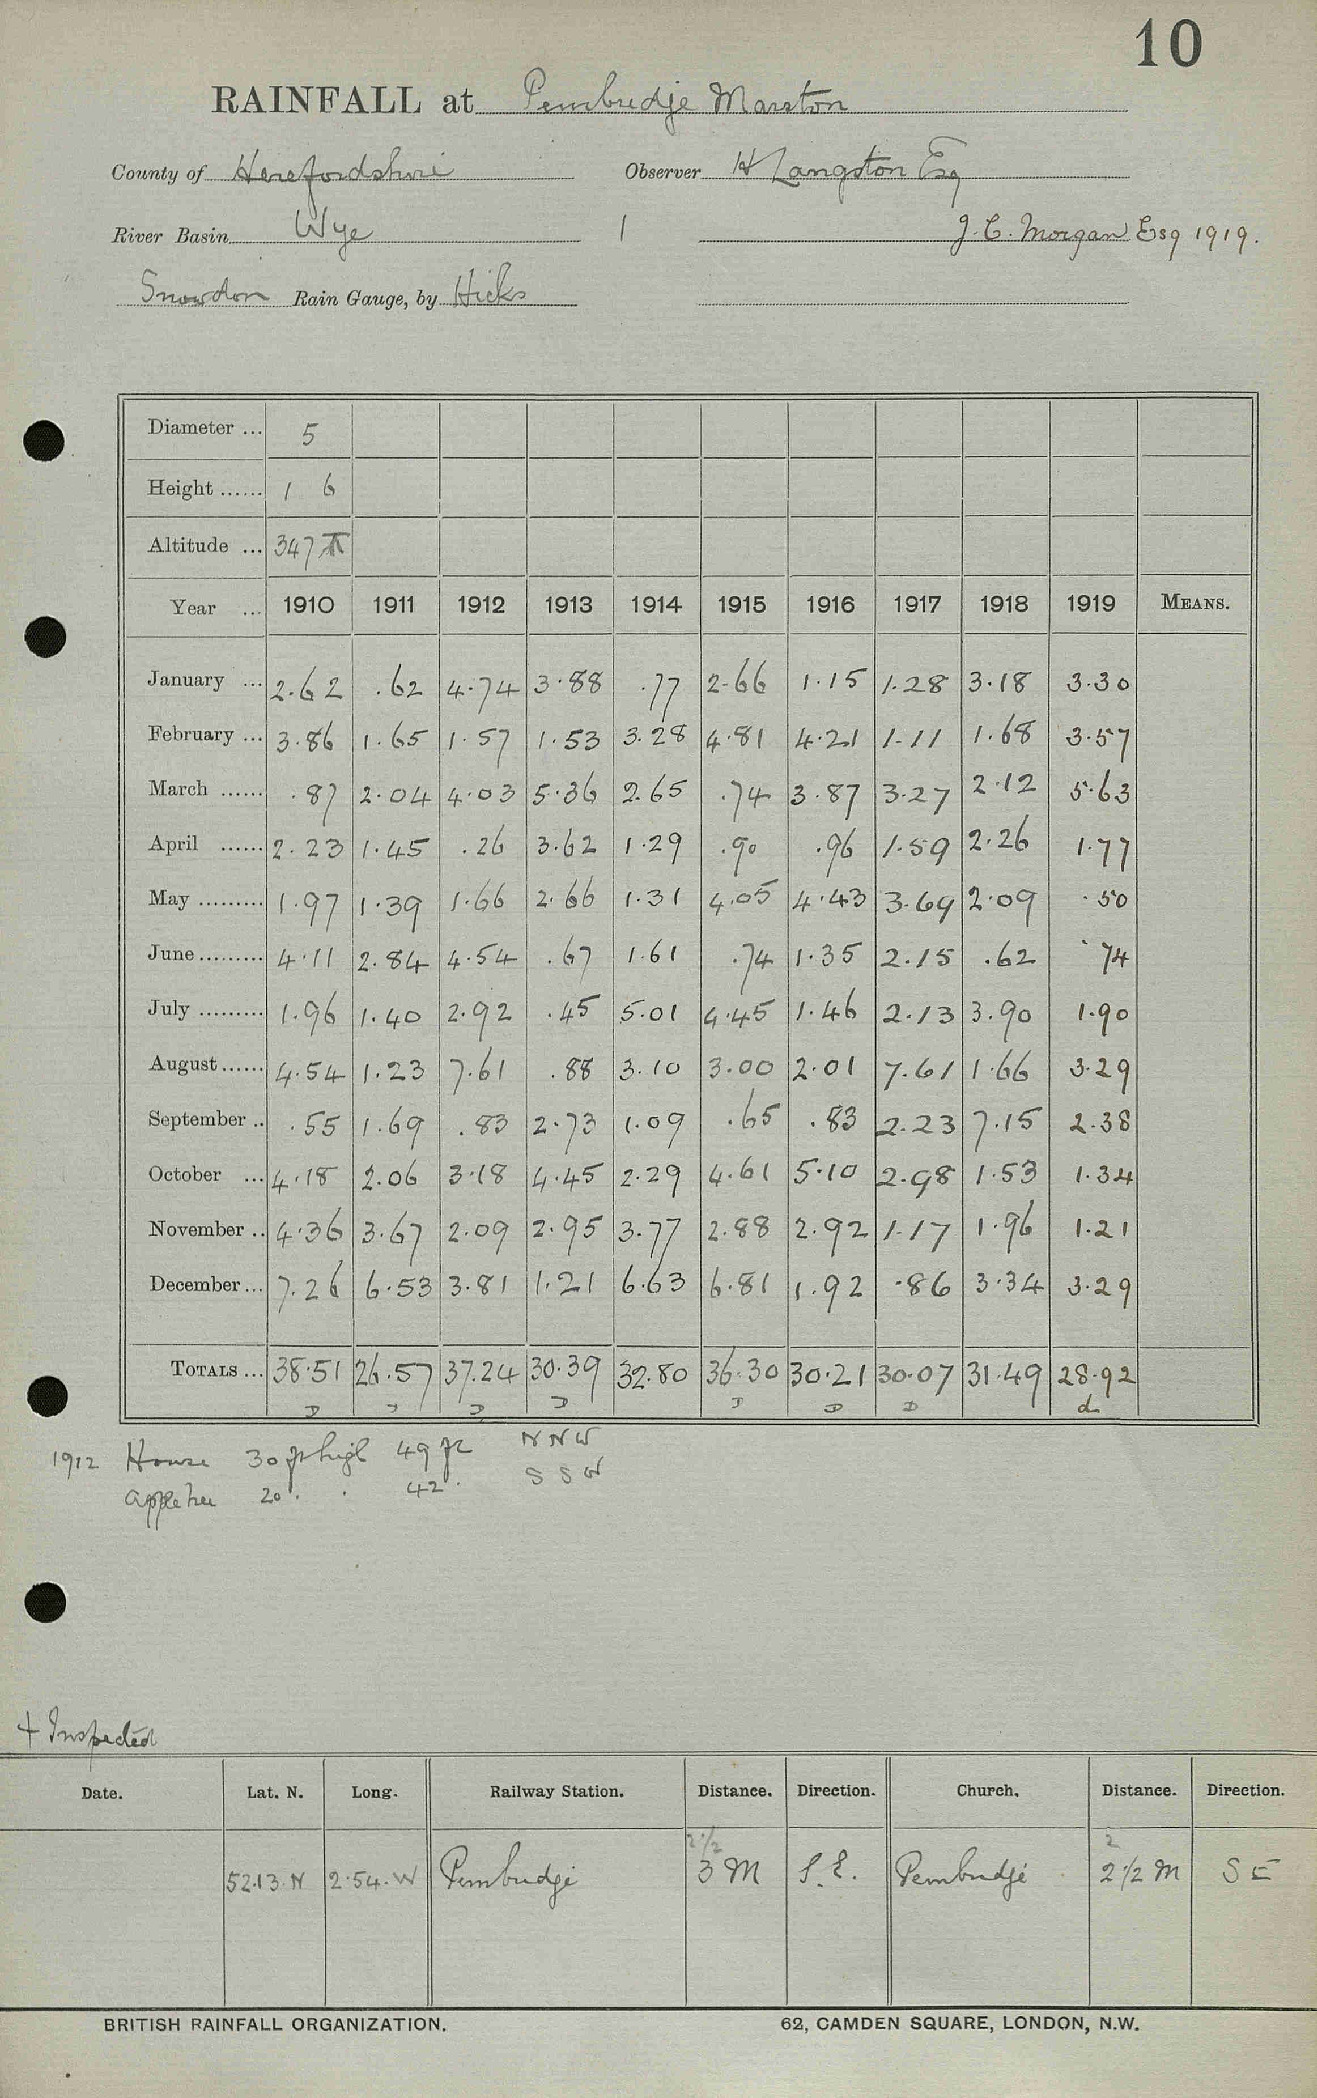 10
RAINFALL at Pembridge Marston
County of Herefordshire Observer H Langston Esq
River Basin Wye 1 J. C. Morgan Esq 1919.
Snowdon Rain Gauge, by Hicks
Diameter ... 5
Height ...... 1 6
Altitude ... 347
Year ... 1910 1911 1912 1913 1914 1915 1916 1917 1918 1919 MEANS.
January ... 2.62 .62 4.74 3.88 .77 2.66 1.15 1.28 3.18 3.30
February ... 3.86 1.65 1.57 1.53 3.28 4.81 4.21 1.11 1.68 3.57
March ...... .87 2.04 4.03 5.36 2.65 .74 3.87 3.27 2.12 5.63
April ...... 2.23 1.45 .26 3.62 1.29 .90 .96 1.59 2.26 1.77
May ......... 1.97 1.39 1.66 2.66 1.31 4.05 4.43 3.69 2.09 .50
June ......... 4.11 2.84 4.54 .67 1.61 .74 1.35 2.15 .62 .74
July ......... 1.96 1.40 2.92 .45 5.01 4.45 1.46 2.13 3.90 1.90
August ...... 4.54 1.23 7.61 .88 3.10 3.00 2.01 7.61 1.66 3.29
September .. .55 1.69 .83 2.73 1.09 .65 .83 2.23 7.15 2.38
October ... 4.18 2.06 3.18 4.45 2.29 4.61 5.10 2.98 1.53 1.34
November .. 4.36 3.67 2.09 2.95 3.77 2.88 2.92 1.17 1.96 1.21
December ... 7.26 6.53 3.81 1.21 6.63 6.81 1.92 .86 3.34 3.29
TOTALS ... 38.51 26.57 37.24 30.39 32.80 36.30 30.21 30.07 31.49 28.92
D D D D D D D d
1912 House 30 ft high 49 ft NNW
Apple tree 20 . . 42 . SSW
+ Inspected
Date. Lat. N. Long. Railway Station. Distance. Direction. Church. Distance. Direction.
2 1/2 2
52.13.N 2.54.W Pembridge 3 M S.E. Pembridge 2 1/2 M SE
BRITISH RAINFALL ORGANIZATION. 62, CAMDEN SQUARE, LONDON, N.W.